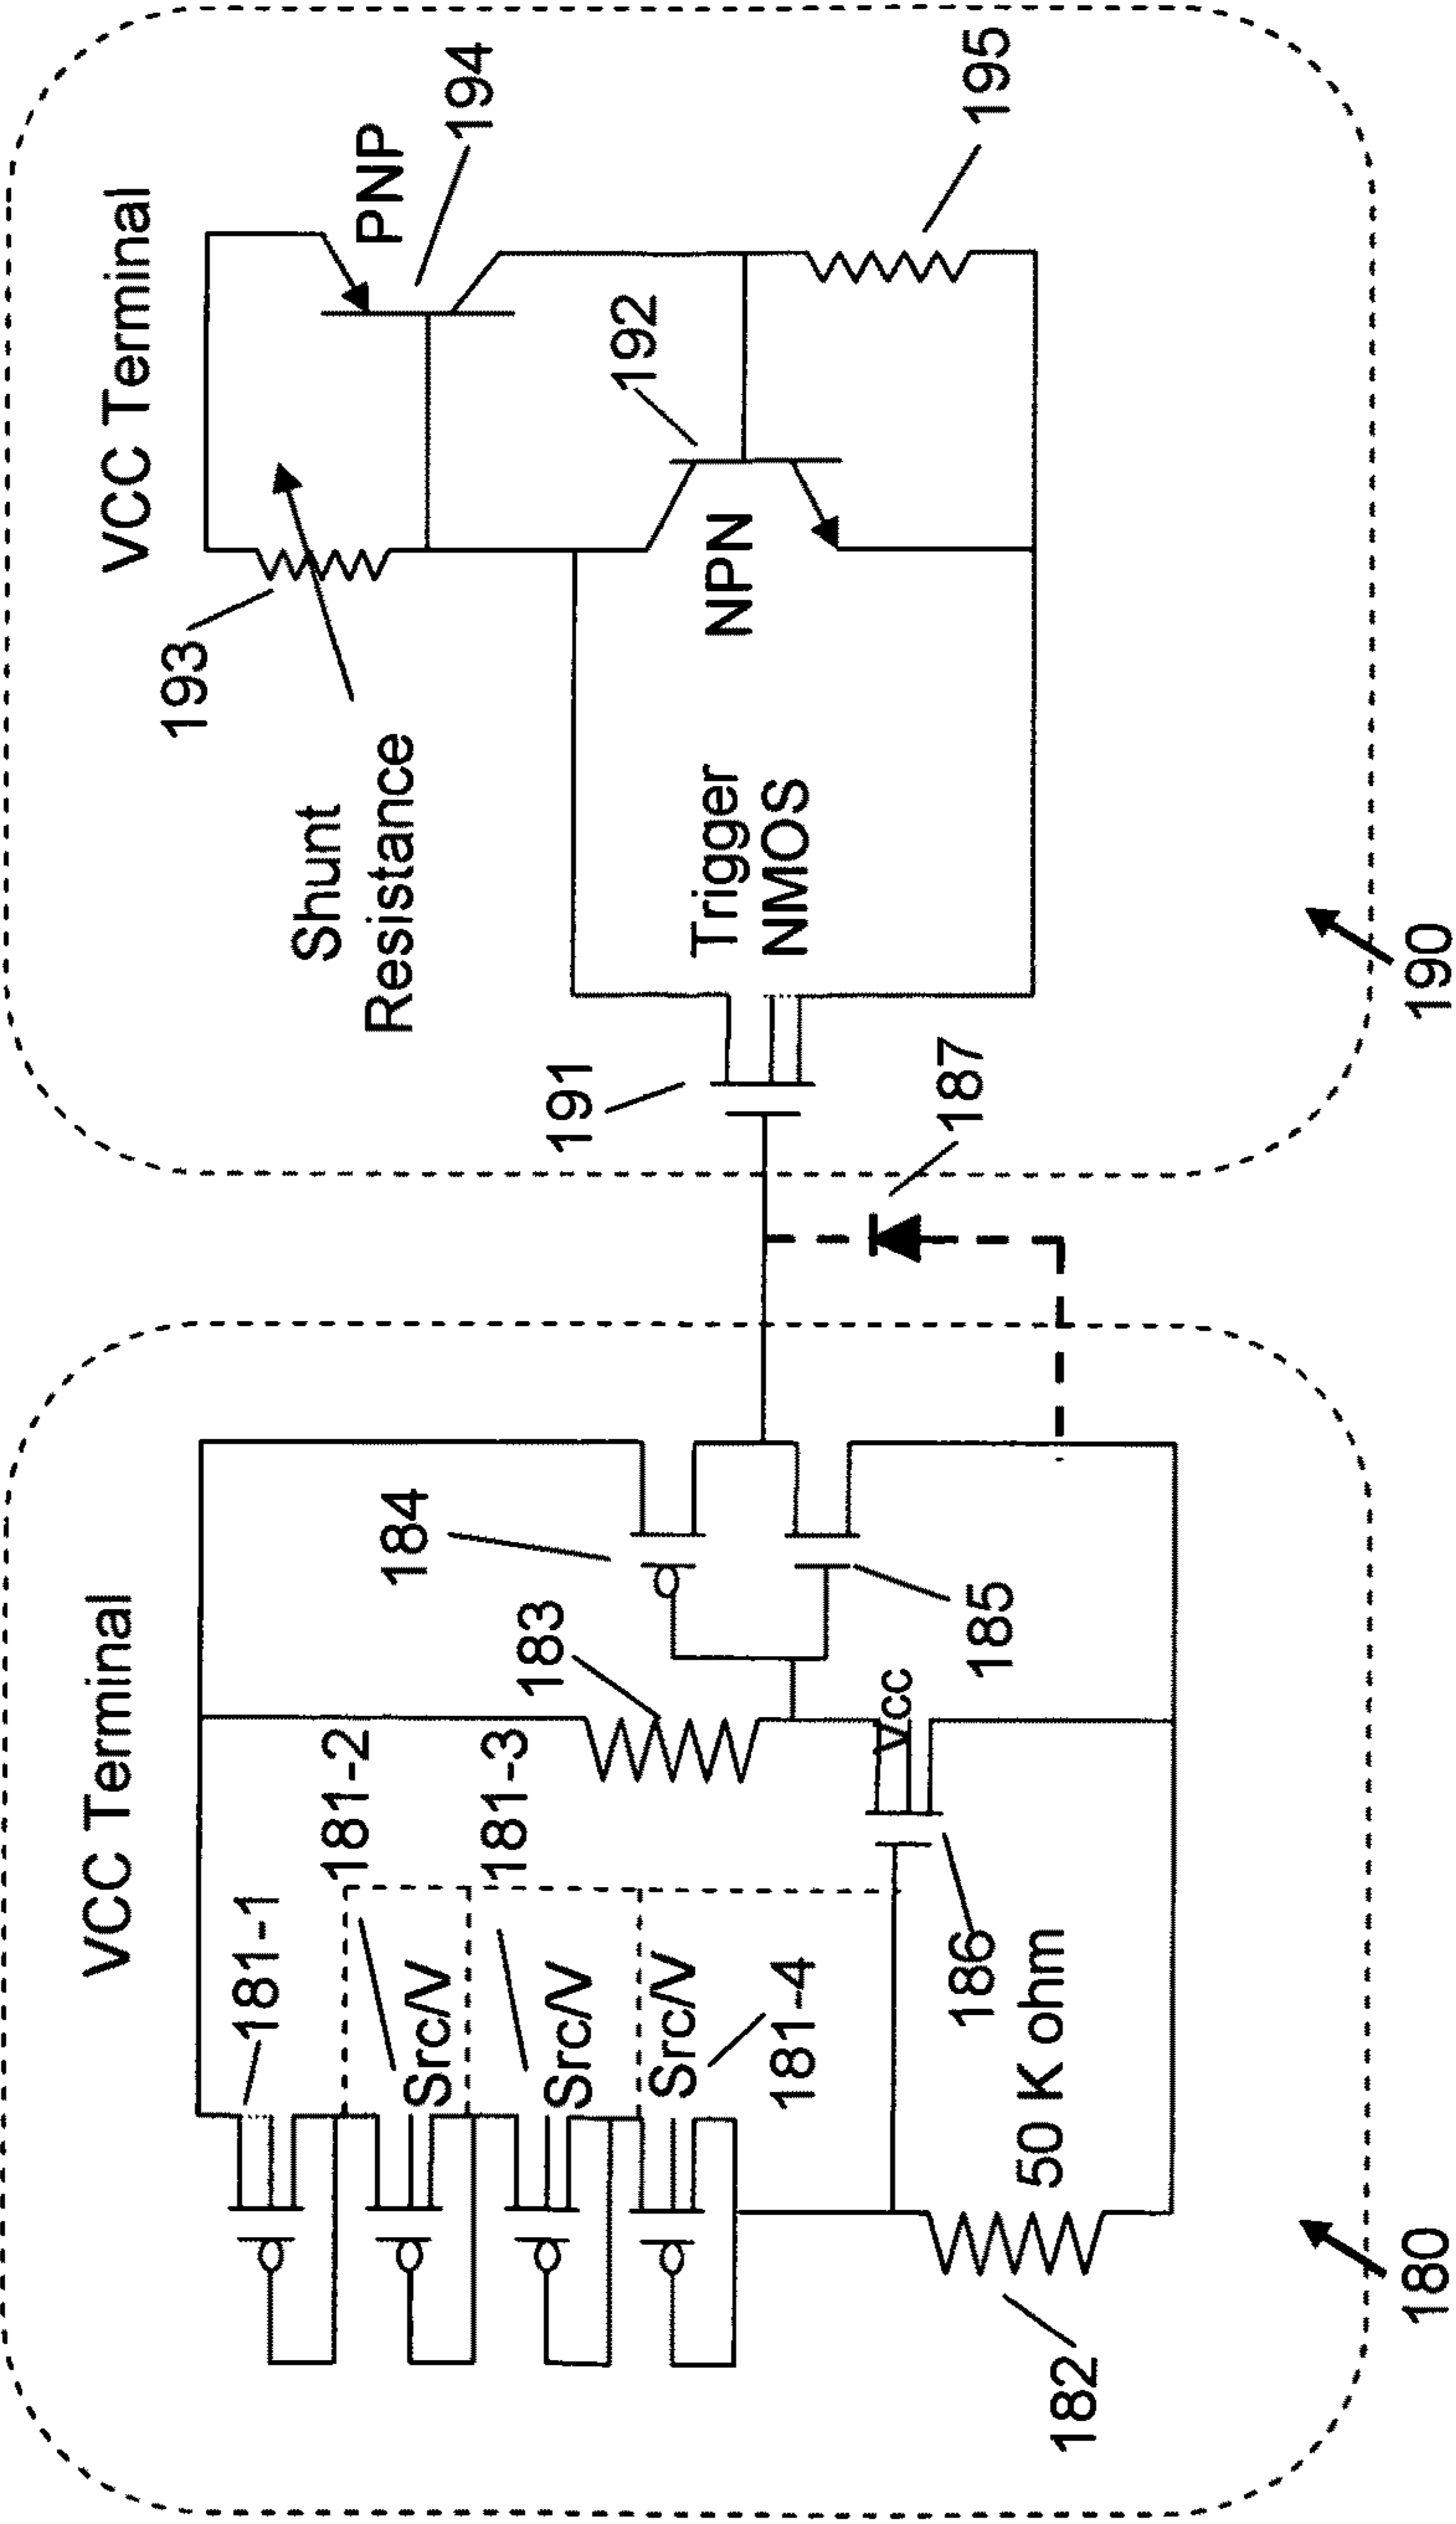 VCC Terminal
181-1
181-2
181-3
181-4
Src/V
Src/V
Src/V
182
50 K ohm
183
184
185
186
Vcc
180
187
VCC Terminal
191
Trigger
NMOS
Shunt
Resistance
193
NPN
192
PNP
194
195
190